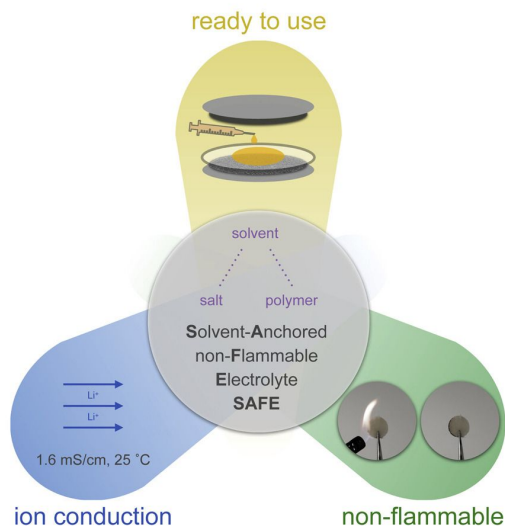 ready to use
solvent
salt polymer
Solvent-Anchored
non-Flammable
Electrolyte
SAFE
Li⁺
Li⁺
1.6 mS/cm, 25 ˚C
ion conduction
non-flammable